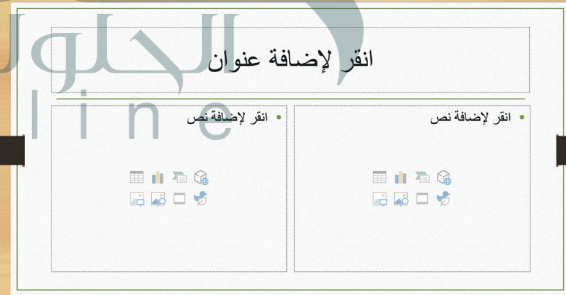 الحلول
انقر لإضافة عنوان
line
انقر لإضافة نص
انقر لإضافة نص